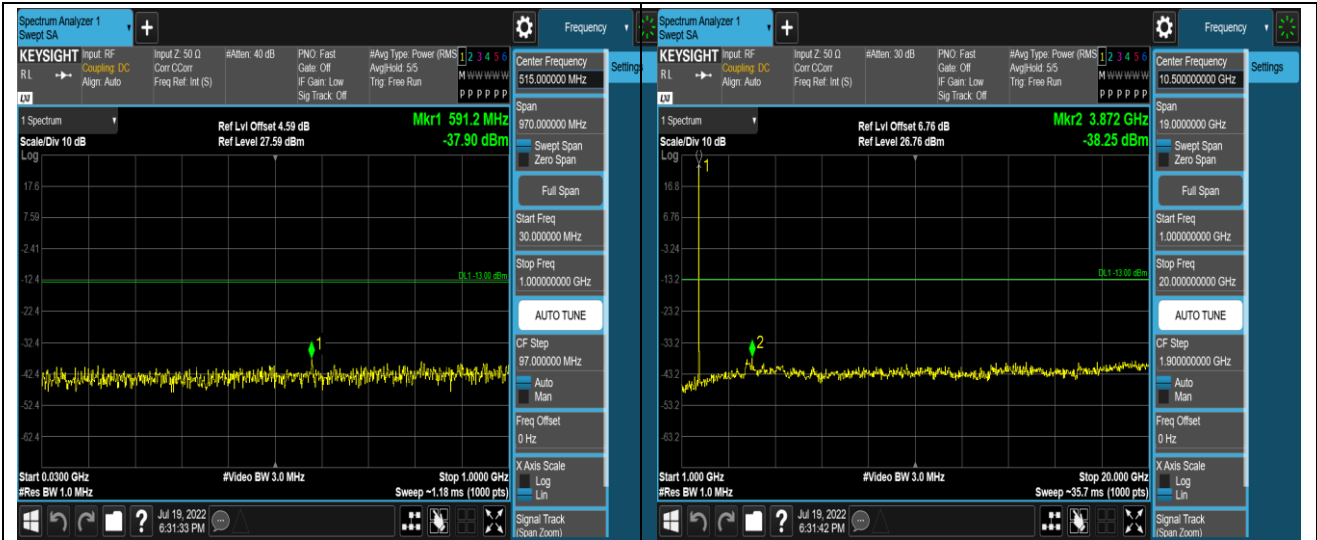 Spectrum Analyzer 1
Swept SA
+
Frequency
KEYSIGHT
RL
LXI
Input: RF
Coupling: DC
Align: Auto
Input Z: 50 Ω
Corr CCorr
Freq Ref: Int (S)
#Atten: 40 dB
PNO: Fast
Gate: Off
IF Gain: Low
Sig Track: Off
#Avg Type: Power (RMS
Avg|Hold: 5/5
Trig: Free Run
1 2 3 4 5 6
M W W W W W
P P P P P P
Center Frequency
515.000000 MHz
Settings
1 Spectrum
Scale/Div 10 dB
Log
Ref Lvl Offset 4.59 dB
Ref Level 27.59 dBm
Mkr1 591.2 MHz
-37.90 dBm
Span
970.000000 MHz
Swept Span
Zero Span
Full Span
Start Freq
30.000000 MHz
Stop Freq
1.000000000 GHz
AUTO TUNE
CF Step
97.000000 MHz
Auto
Man
Freq Offset
0 Hz
X Axis Scale
Log
Lin
Signal Track
(Span Zoom)
17.6
7.59
-2.41
-12.4
-22.4
-32.4
-42.4
-52.4
-62.4
DL1 -13.00 dBm
1
Start 0.0300 GHz
#Res BW 1.0 MHz
#Video BW 3.0 MHz
Stop 1.0000 GHz
Sweep ~1.18 ms (1000 pts)
?
Jul 19, 2022
6:31:33 PM
Spectrum Analyzer 1
Swept SA
+
Frequency
KEYSIGHT
RL
LXI
Input: RF
Coupling: DC
Align: Auto
Input Z: 50 Ω
Corr CCorr
Freq Ref: Int (S)
#Atten: 30 dB
PNO: Fast
Gate: Off
IF Gain: Low
Sig Track: Off
#Avg Type: Power (RMS
Avg|Hold: 5/5
Trig: Free Run
1 2 3 4 5 6
M W W W W W
P P P P P P
Center Frequency
10.500000000 GHz
Settings
1 Spectrum
Scale/Div 10 dB
Log
Ref Lvl Offset 6.76 dB
Ref Level 26.76 dBm
Mkr2 3.872 GHz
-38.25 dBm
Span
19.0000000 GHz
Swept Span
Zero Span
Full Span
Start Freq
1.000000000 GHz
Stop Freq
20.000000000 GHz
AUTO TUNE
CF Step
1.900000000 GHz
Auto
Man
Freq Offset
0 Hz
X Axis Scale
Log
Lin
Signal Track
(Span Zoom)
16.8
6.76
-3.24
-13.2
-23.2
-33.2
-43.2
-53.2
-63.2
DL1 -13.00 dBm
1
2
Start 1.000 GHz
#Res BW 1.0 MHz
#Video BW 3.0 MHz
Stop 20.000 GHz
Sweep ~35.7 ms (1000 pts)
?
Jul 19, 2022
6:31:42 PM